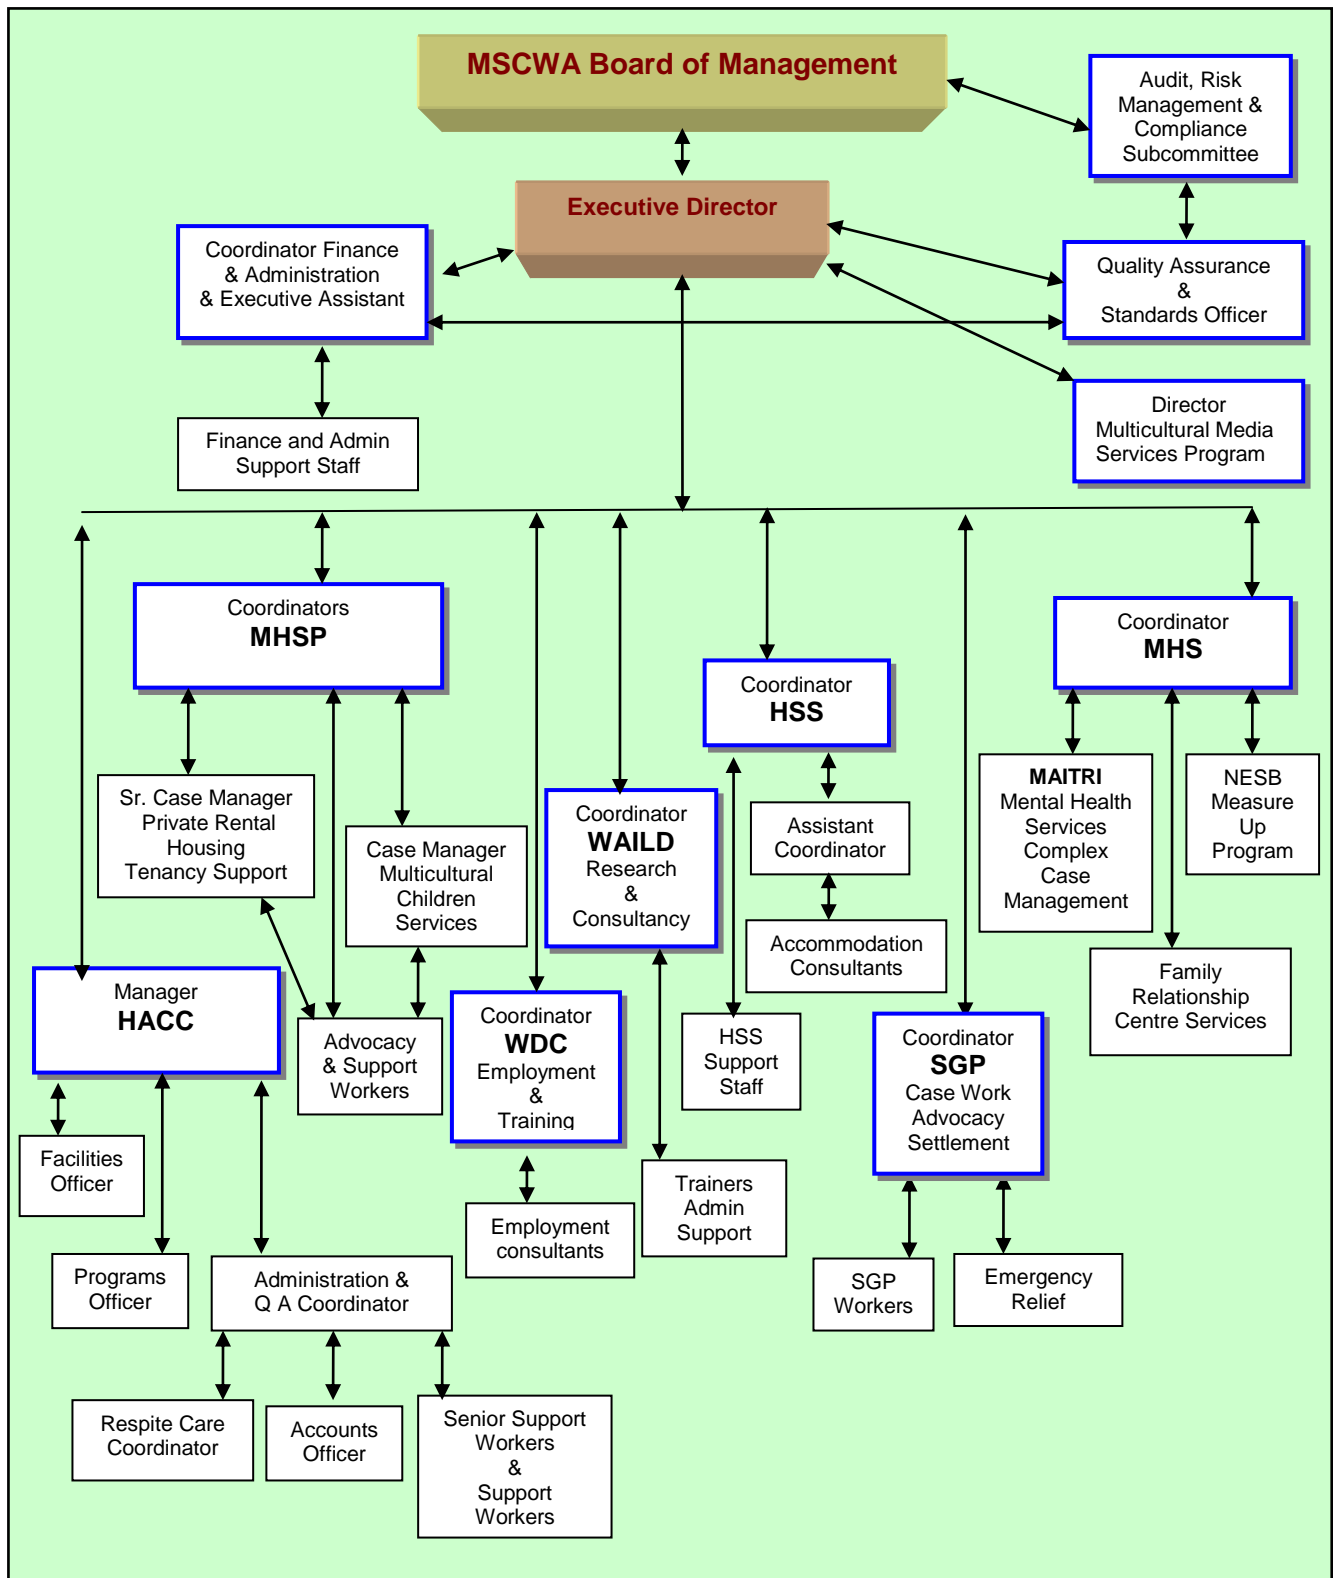 MSCWA Board of Management
Audit, Risk
Management &
Compliance
Subcommittee
Executive Director
Coordinator Finance
& Administration
& Executive Assistant
Quality Assurance
&
Standards Officer
Director
Multicultural Media
Services Program
Finance and Admin
Support Staff
Coordinators
MHSP
Coordinator
MHS
Coordinator
HSS
Sr. Case Manager
Private Rental
Housing
Tenancy Support
Case Manager
Multicultural
Children
Services
Coordinator
WAILD
Research
&
Consultancy
Assistant
Coordinator
MAITRI
Mental Health
Services
Complex
Case
Management
NESB
Measure
Up
Program
Accommodation
Consultants
Family
Relationship
Centre Services
Manager
HACC
Advocacy
& Support
Workers
Coordinator
WDC
Employment
&
Training
HSS
Support
Staff
Coordinator
SGP
Case Work
Advocacy
Settlement
Facilities
Officer
Trainers
Admin
Support
Employment
consultants
Programs
Officer
Administration &
Q A Coordinator
SGP
Workers
Emergency
Relief
Respite Care
Coordinator
Accounts
Officer
Senior Support
Workers
&
Support
Workers